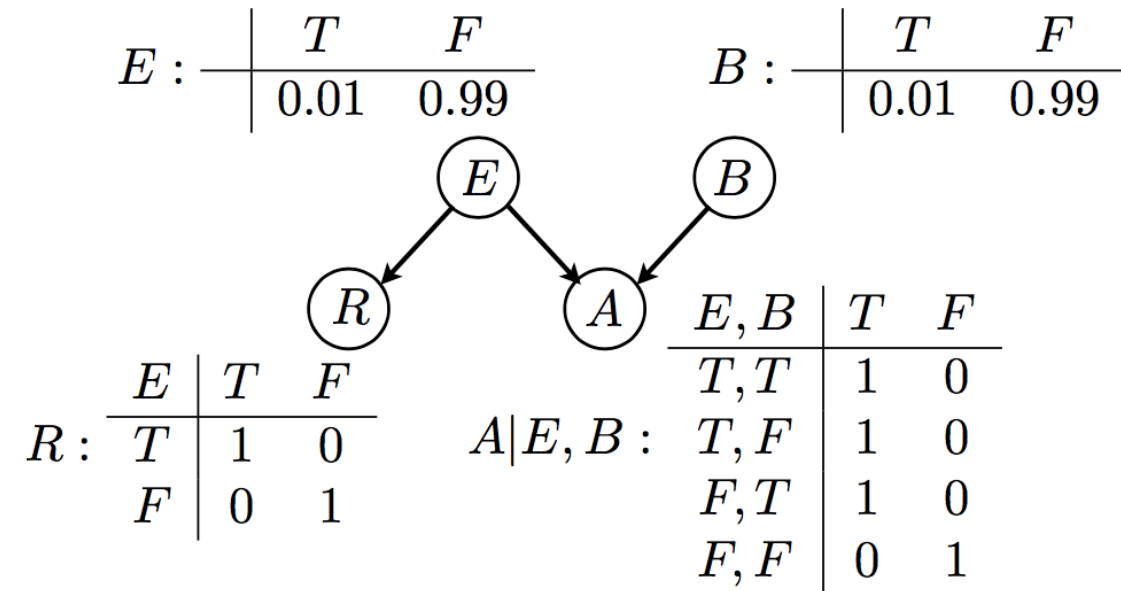 E : T F
0.01 0.99
B : T F
0.01 0.99
E
B
R
A
R : E T F
T 1 0
F 0 1
A|E, B : E, B T F
T, T 1 0
T, F 1 0
F, T 1 0
F, F 0 1